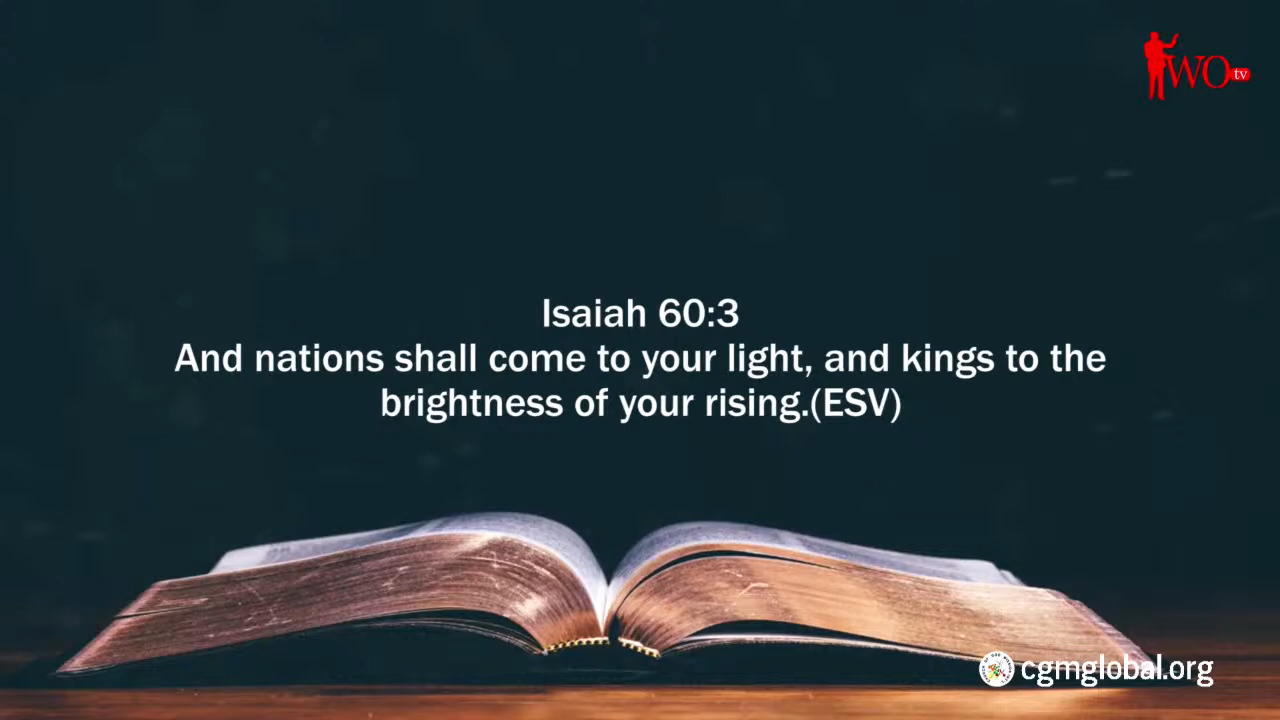 WO tv
Isaiah 60:3
And nations shall come to your light, and kings to the
brightness of your rising.(ESV)
cgmglobal.org